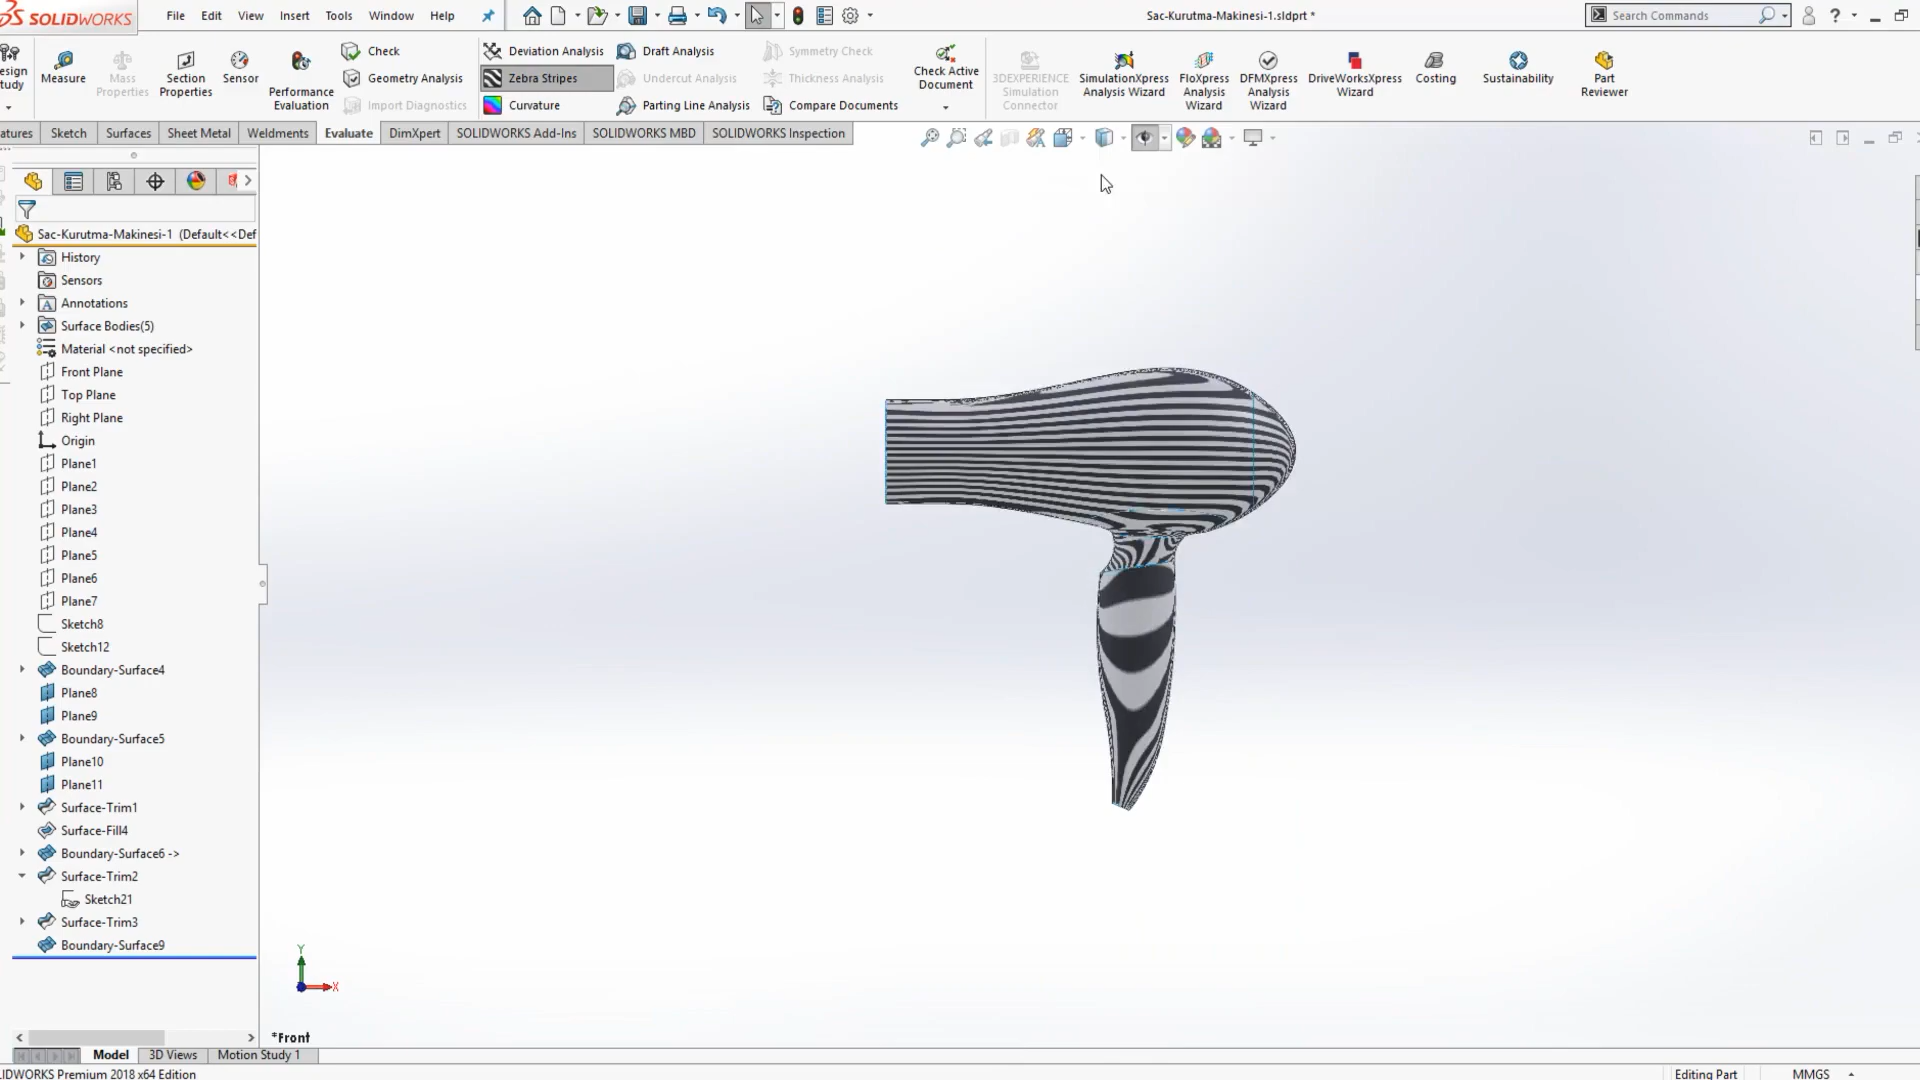 SOLIDWORKS File Edit View Insert Tools Window Help Sac-Kurutma-Makinesi-1.sldprt * Search Commands ?
esign tudy
Measure
Mass Properties
Section Properties
Sensor
Performance Evaluation
Check
Geometry Analysis
Import Diagnostics
Deviation Analysis
Zebra Stripes
Curvature
Draft Analysis
Undercut Analysis
Parting Line Analysis
Symmetry Check
Thickness Analysis
Compare Documents
Check Active Document
3DEXPERIENCE Simulation Connector
SimulationXpress Analysis Wizard
FloXpress Analysis Wizard
DFMXpress Analysis Wizard
DriveWorksXpress Wizard
Costing
Sustainability
Part Reviewer
atures Sketch Surfaces Sheet Metal Weldments Evaluate DimXpert SOLIDWORKS Add-Ins SOLIDWORKS MBD SOLIDWORKS Inspection
Sac-Kurutma-Makinesi-1 (Default<<Def
History
Sensors
Annotations
Surface Bodies(5)
Material <not specified>
Front Plane
Top Plane
Right Plane
Origin
Plane1
Plane2
Plane3
Plane4
Plane5
Plane6
Plane7
Sketch8
Sketch12
Boundary-Surface4
Plane8
Plane9
Boundary-Surface5
Plane10
Plane11
Surface-Trim1
Surface-Fill4
Boundary-Surface6 ->
Surface-Trim2
Sketch21
Surface-Trim3
Boundary-Surface9
Y
X
*Front
Model 3D Views Motion Study 1
LIDWORKS Premium 2018 x64 Edition Editing Part MMGS